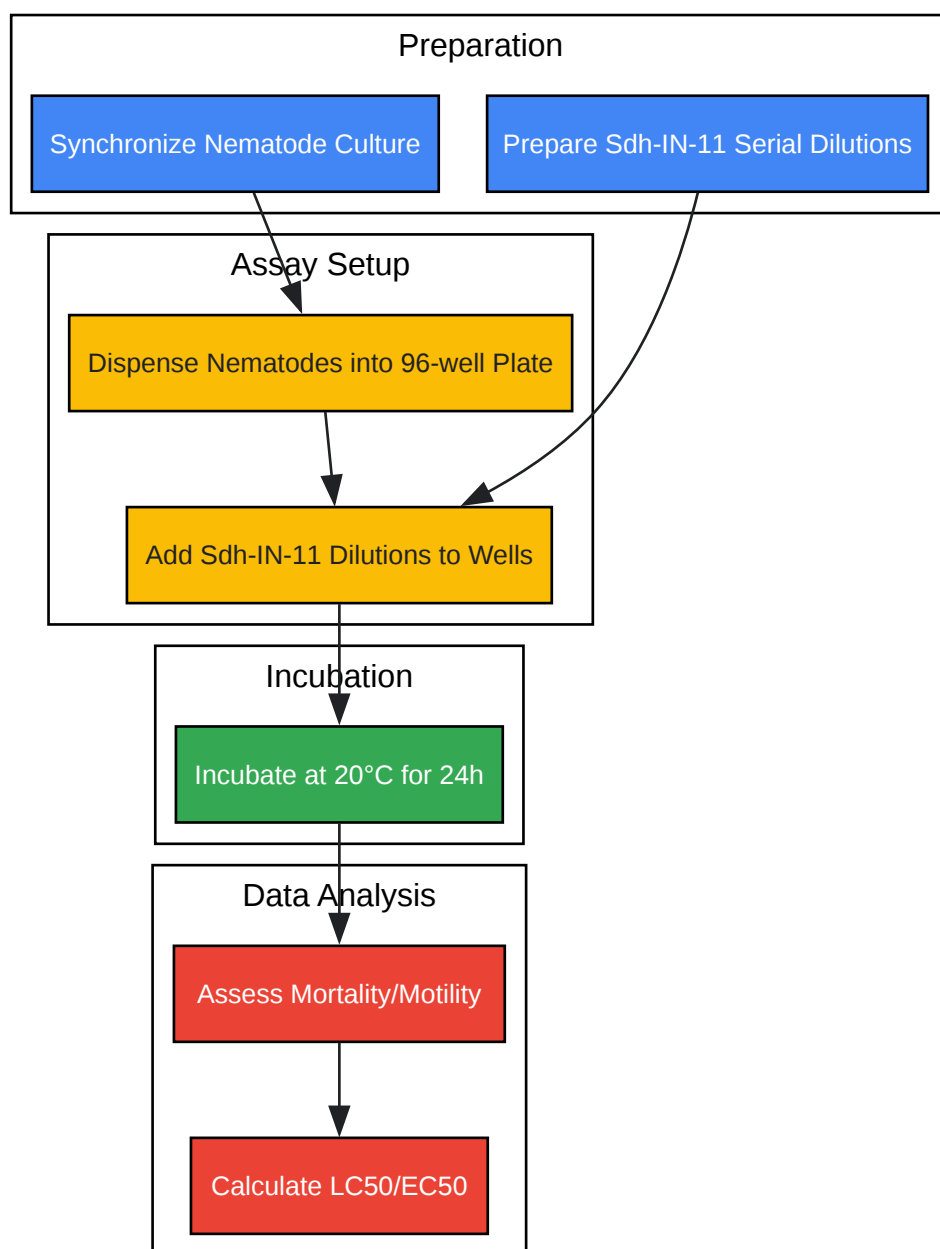 Preparation
Synchronize Nematode Culture
Prepare Sdh-IN-11 Serial Dilutions
Assay Setup
Dispense Nematodes into 96-well Plate
Add Sdh-IN-11 Dilutions to Wells
Incubation
Incubate at 20°C for 24h
Data Analysis
Assess Mortality/Motility
Calculate LC50/EC50